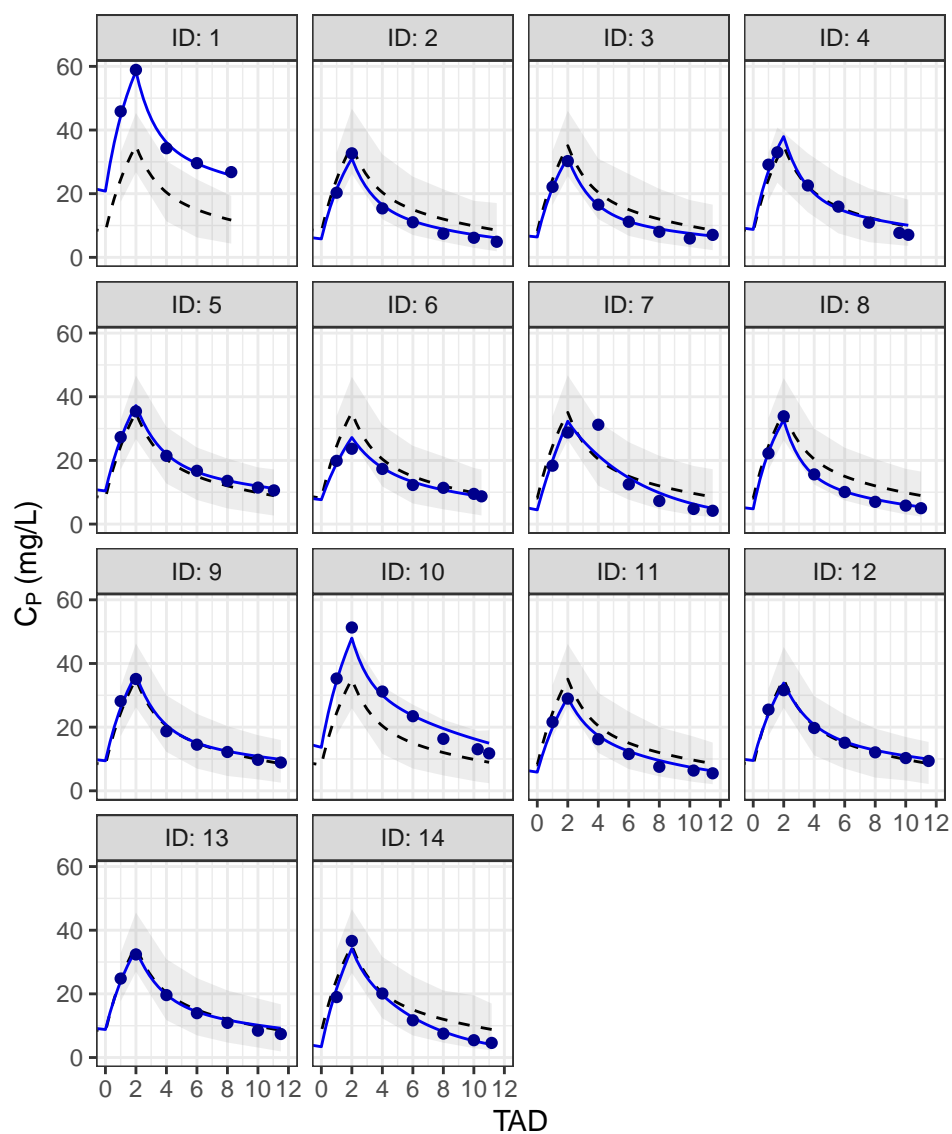 ID: 1
ID: 2
ID: 3
ID: 4
60
40
20
0
ID: 5
ID: 6
ID: 7
ID: 8
60
40
20
0
ID: 9
ID: 10
ID: 11
ID: 12
60
40
20
0
0 2 4 6 8 10 12
0 2 4 6 8 10 12
ID: 13
ID: 14
60
40
20
0
0 2 4 6 8 10 12
0 2 4 6 8 10 12
TAD
C_P (mg/L)